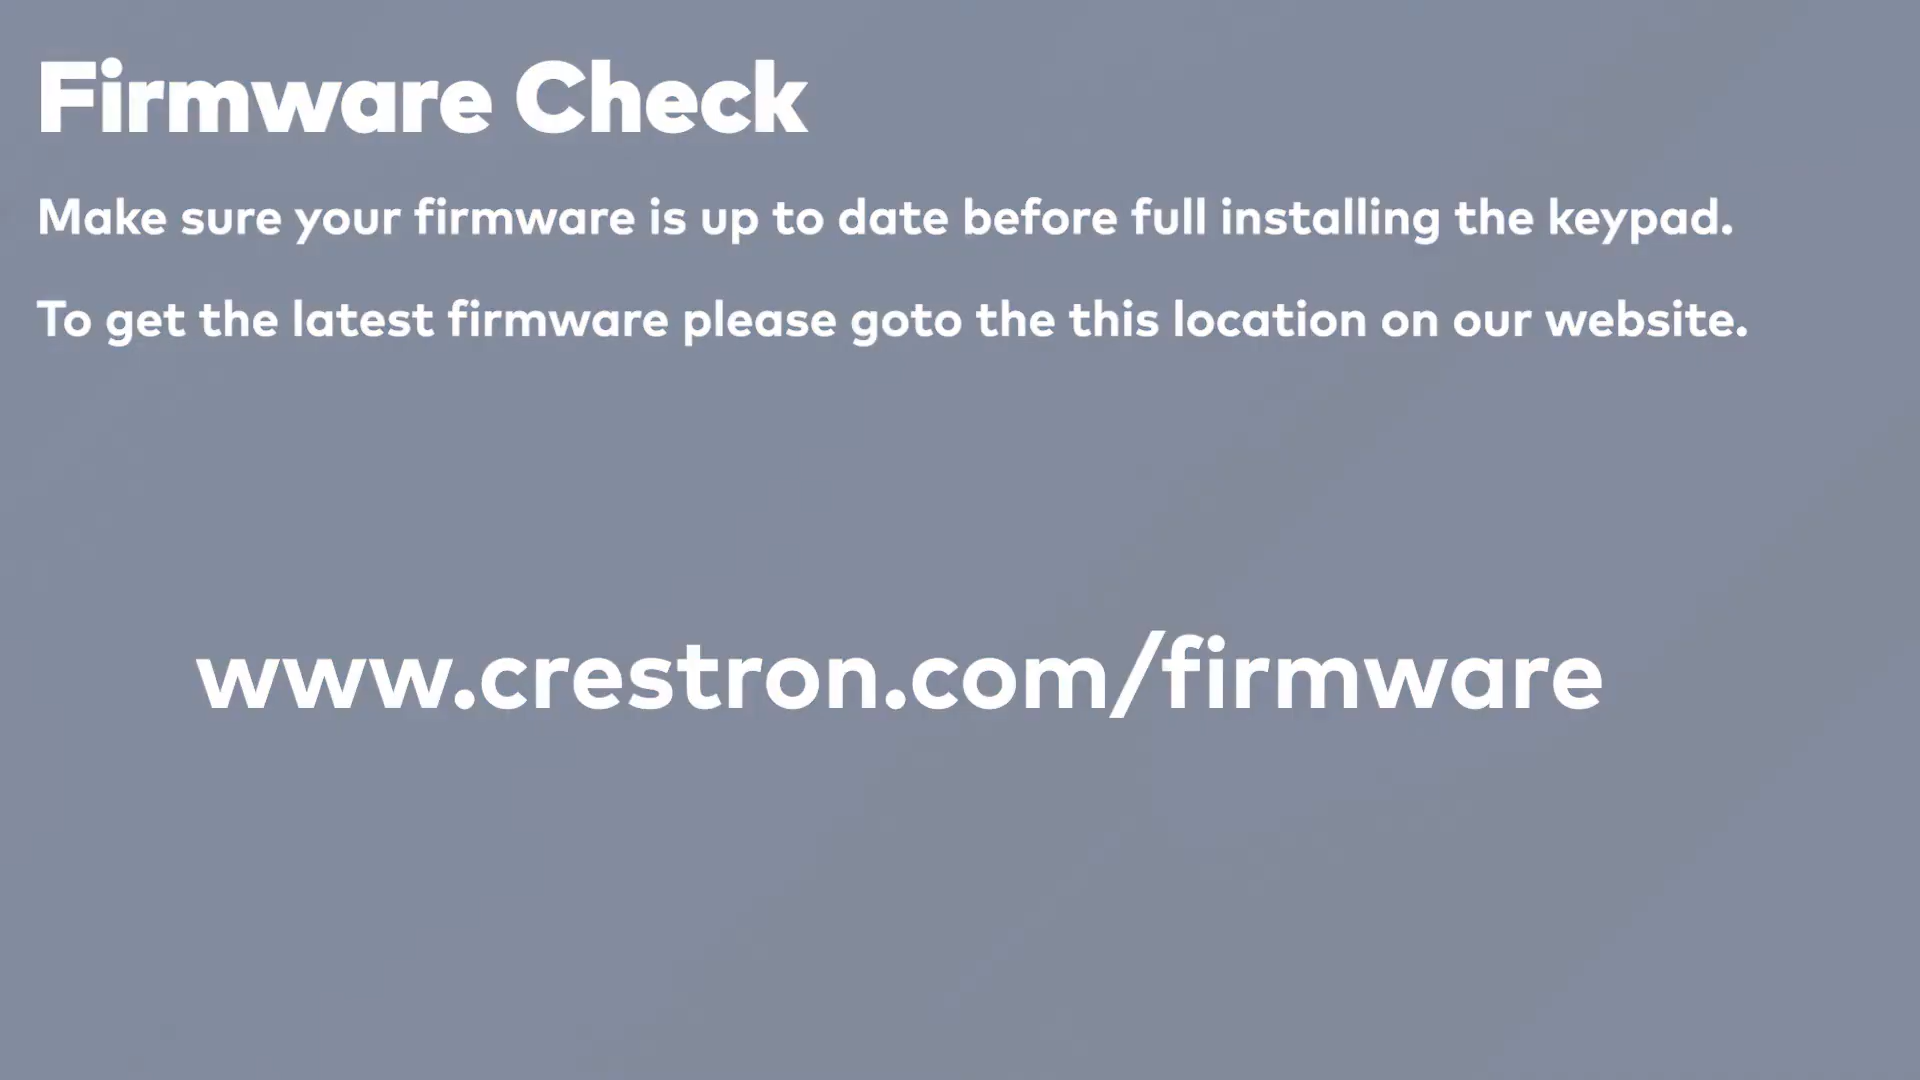 Firmware Check
Make sure your firmware is up to date before full installing the keypad.
To get the latest firmware please goto the this location on our website.
www.crestron.com/firmware